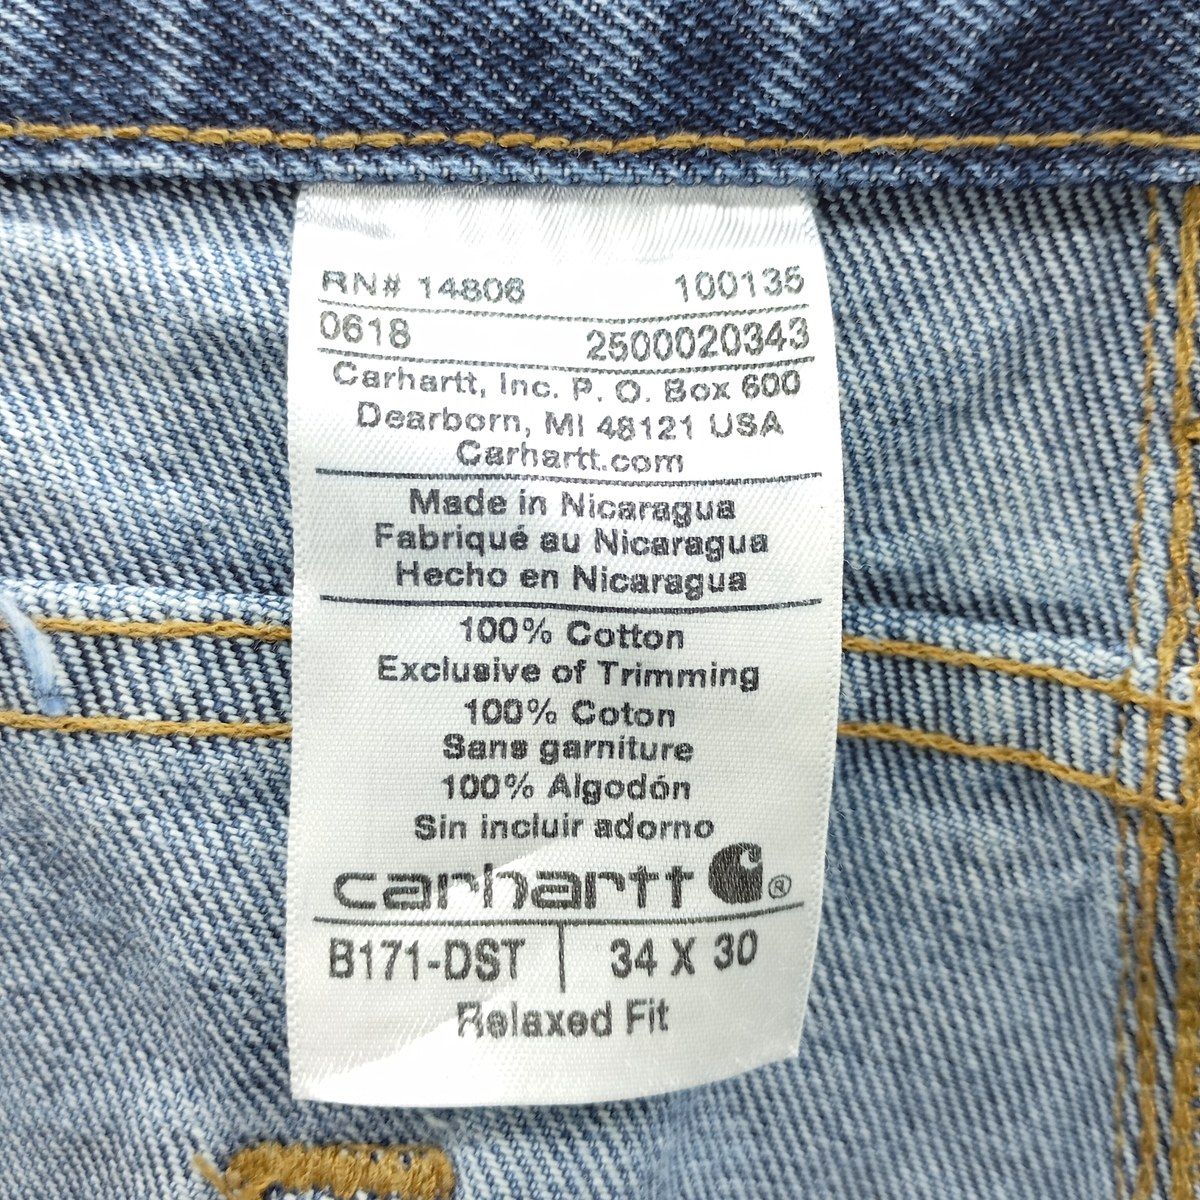 RN# 14806 100135
0618 2500020343
Carhartt, Inc. P. O. Box 600
Dearborn, MI 48121 USA
Carhartt.com
Made in Nicaragua
Fabriqué au Nicaragua
Hecho en Nicaragua
100% Cotton
Exclusive of Trimming
100% Coton
Sans garniture
100% Algodón
Sin incluir adorno
carhartt ®
B171-DST | 34 X 30
Relaxed Fit